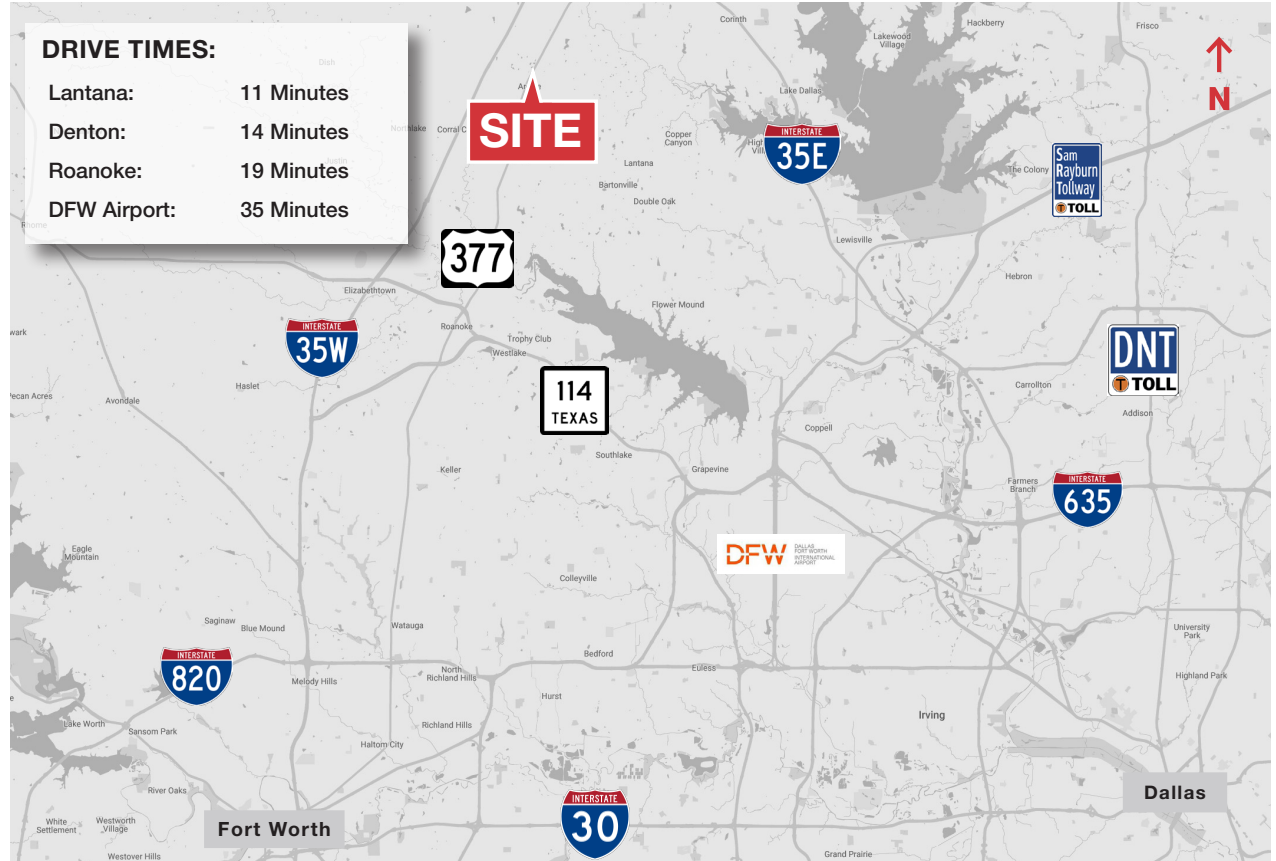 DRIVE TIMES:
Lantana: 11 Minutes
Denton: 14 Minutes
Roanoke: 19 Minutes
DFW Airport: 35 Minutes
Corinth
Hackberry
Frisco
Lakewood
Village
N
Dish
Lake Dallas
SITE
Northlake
Corral
Copper
Canyon
INTERSTATE
35E
Sam
Rayburn
Tollway
TOLL
Justin
Lantana
The Colony
Bartonville
Double Oak
Rhome
377
Lewisville
Hebron
Elizabethtown
Flower Mound
INTERSTATE
35W
Roanoke
Trophy Club
Westlake
DNT
TOLL
Haslet
Pecan Acres
Avondale
114
TEXAS
Carrollton
Addison
Coppell
Southlake
Keller
Grapevine
Farmers
Branch
INTERSTATE
635
Eagle
Mountain
DFW
DALLAS
FORT WORTH
INTERNATIONAL
AIRPORT
Colleyville
Saginaw
Blue Mound
Watauga
University
Park
INTERSTATE
820
Bedford
North
Richland Hills
Euless
Highland Park
Melody Hills
Hurst
Lake Worth
Sansom Park
Richland Hills
Irving
Haltom City
River Oaks
INTERSTATE
30
Dallas
White
Settlement
Westworth
Village
Fort Worth
Westover Hills
Grand Prairie